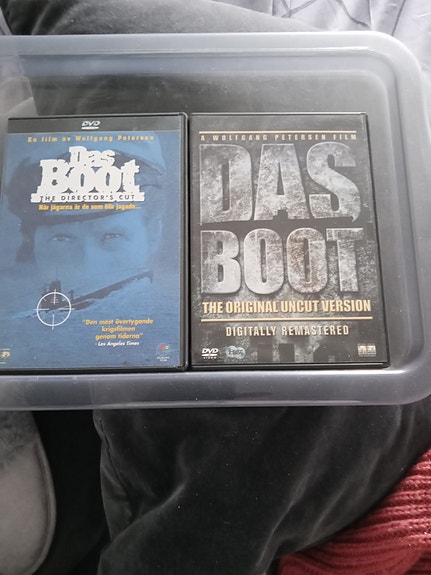 DVD
En film av Wolfgang Petersen
Das
Boot
THE DIRECTOR'S CUT
När jägarna är de som blir jagade...
"Den mest övertygande
krigsfilmen
genom tiderna"
Los Angeles Times
A WOLFGANG PETERSEN FILM
DAS
BOOT
THE ORIGINAL UNCUT VERSION
DIGITALLY REMASTERED
DVD
VIDEO